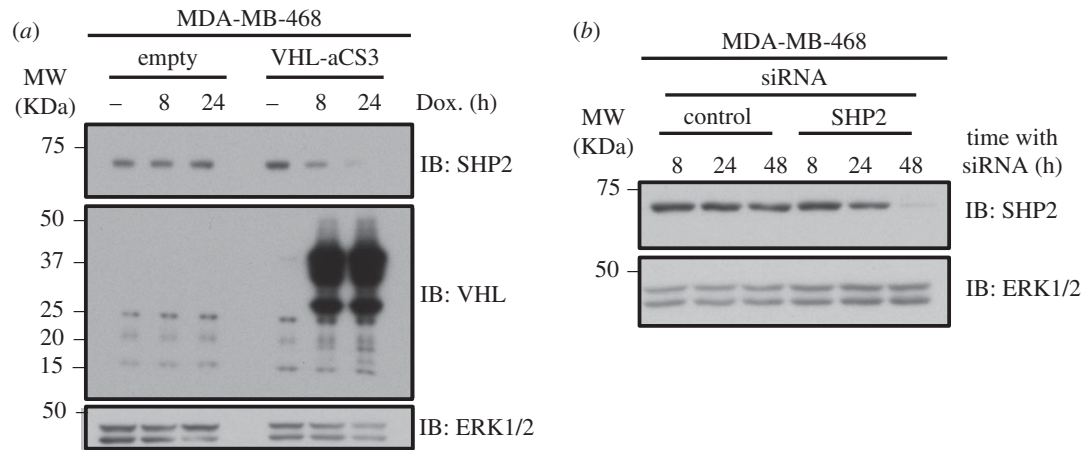 (a)
MDA-MB-468
empty VHL-aCS3
MW
(KDa)
– 8 24 – 8 24 Dox. (h)
75
IB: SHP2
50
37
IB: VHL
25
20
15
50
IB: ERK1/2
(b)
MDA-MB-468
siRNA
MW
(KDa)
control SHP2
time with
siRNA (h)
8 24 48 8 24 48
75
IB: SHP2
50
IB: ERK1/2